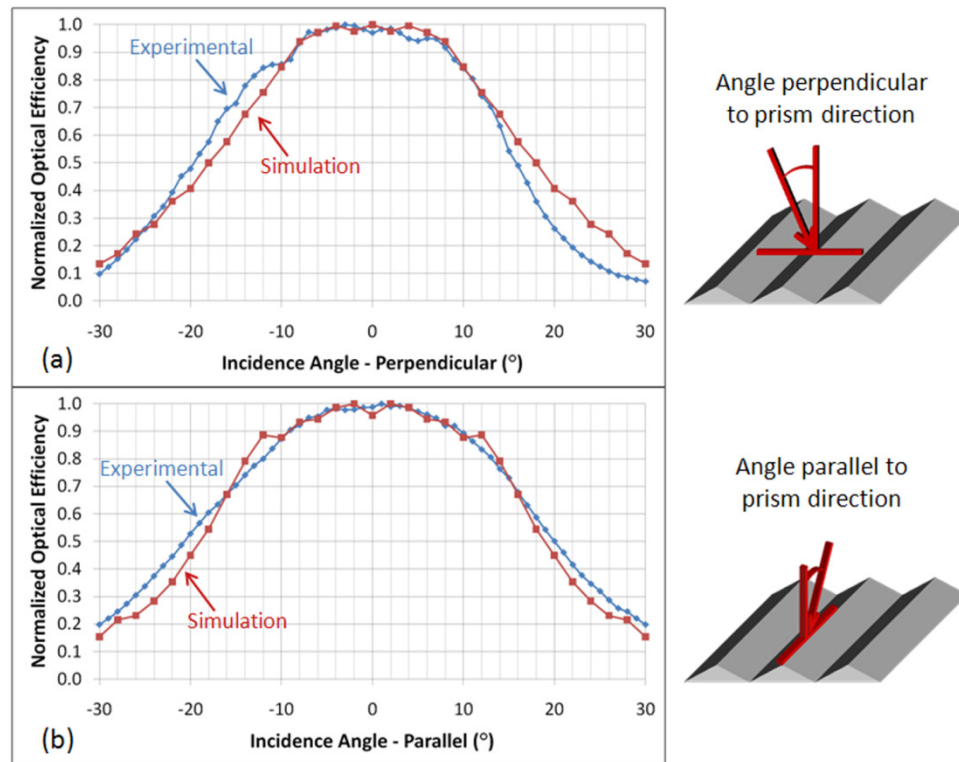 Normalized Optical Efficiency
1.0
0.9
0.8
0.7
0.6
0.5
0.4
0.3
0.2
0.1
0.0
Experimental
Simulation
-30 -20 -10 0 10 20 30
(a)
Incidence Angle - Perpendicular (°)
Angle perpendicular
to prism direction
Normalized Optical Efficiency
1.0
0.9
0.8
0.7
0.6
0.5
0.4
0.3
0.2
0.1
0.0
Experimental
Simulation
-30 -20 -10 0 10 20 30
(b)
Incidence Angle - Parallel (°)
Angle parallel to
prism direction